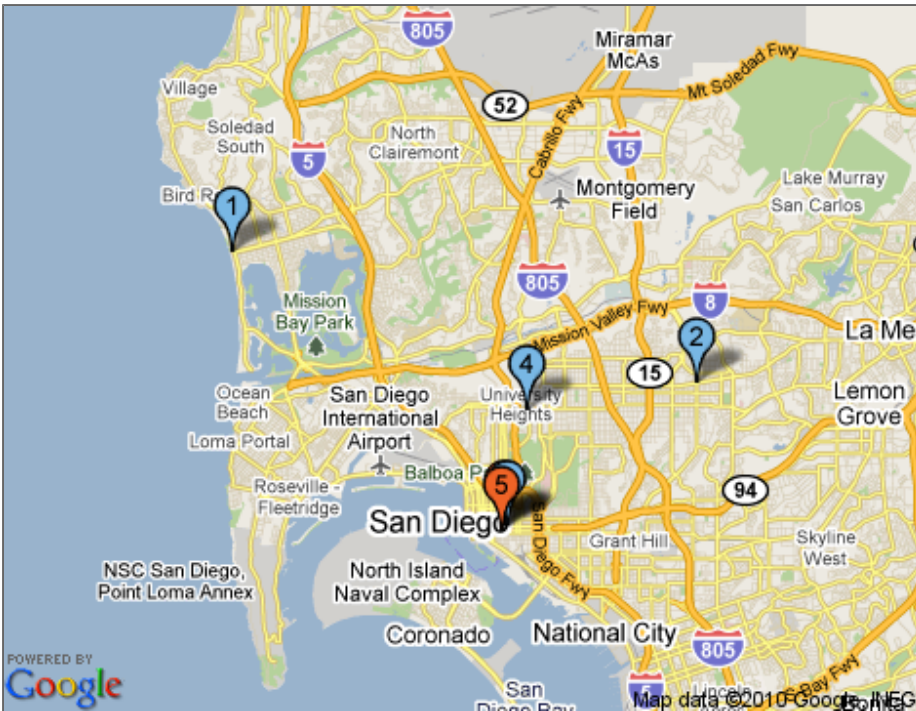 805
Miramar
McAs
Village
Mt Soledad Fwy
52
Cabrillo Fwy
Soledad
South
North
Clairemont
5
15
Lake Murray
Bird
1
Montgomery
Field
San Carlos
805
Mission
Bay Park
8
Mission Valley Fwy
La Me
2
4
15
Ocean
Beach
San Diego
International
Airport
University
Heights
Lemon
Grove
Loma Portal
Balboa
5
94
Roseville -
Fleetridge
San Diego
San Diego Fwy
Grant Hill
Skyline
West
NSC San Diego,
Point Loma Annex
North Island
Naval Complex
Coronado
National City
805
POWERED BY
Google
San
Diego Bay
5
S Bay Fwy
Map data ©2010 Google, INEG